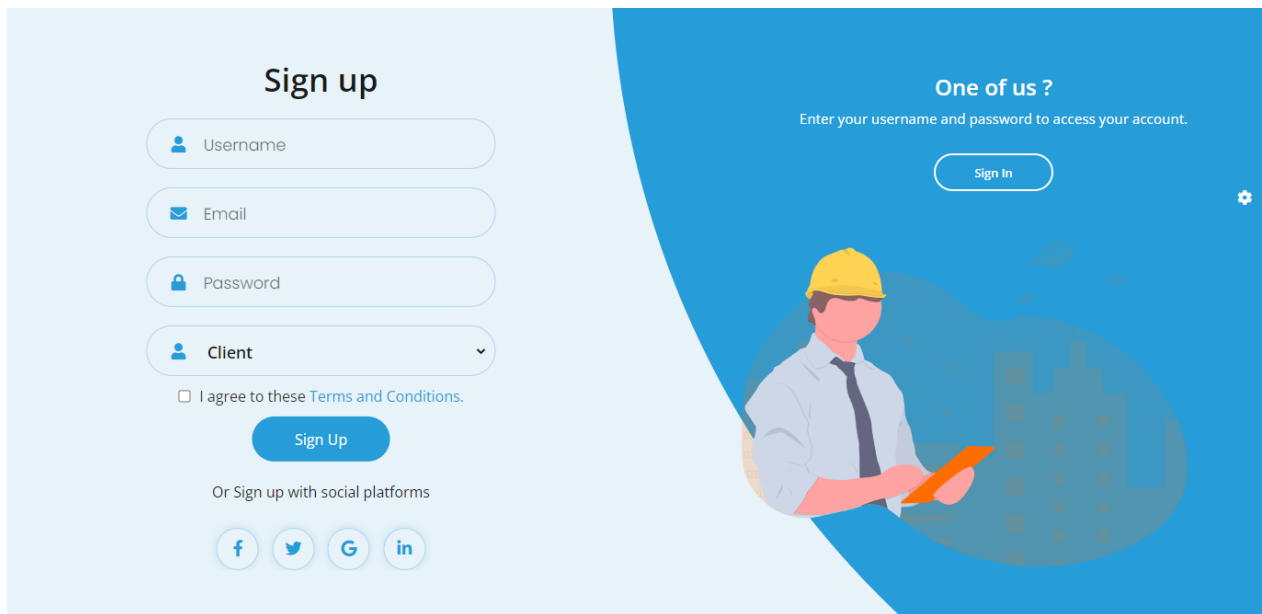 Sign up
Username
Email
Password
Client
I agree to these Terms and Conditions.
Sign Up
Or Sign up with social platforms
One of us ?
Enter your username and password to access your account.
Sign In